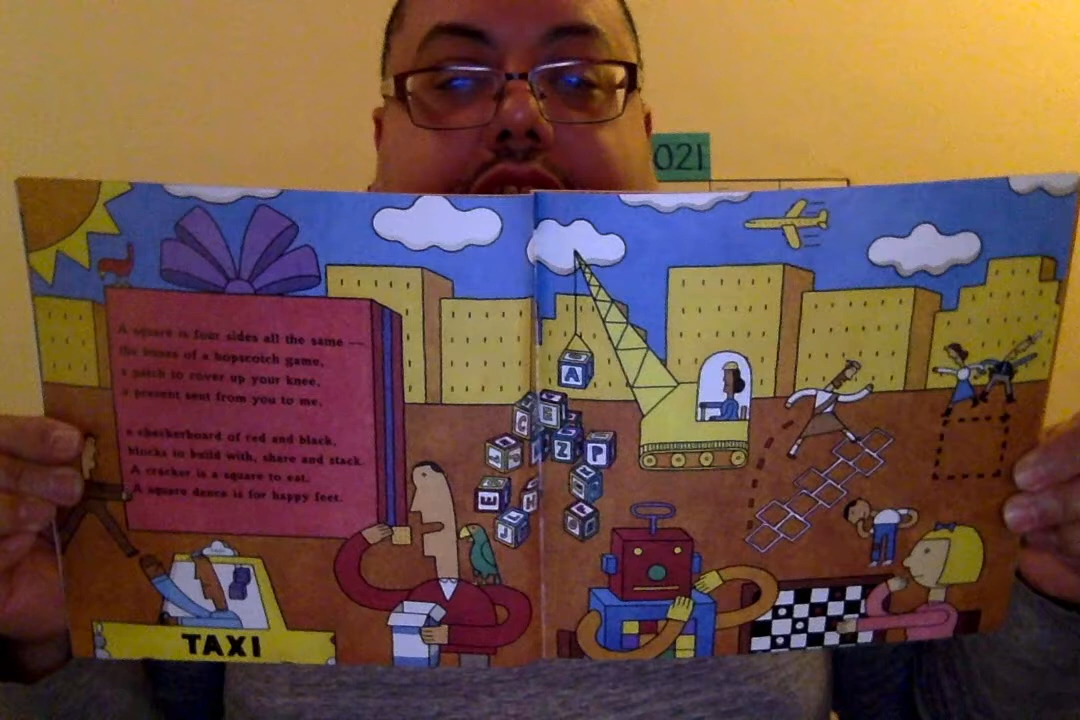 021
A square is four sides all the same —
the boxes of a hopscotch game,
a patch to cover up your knee,
a present sent from you to me,
a checkerboard of red and black,
blocks to build with, share and stack.
A cracker is a square to eat.
A square dance is for happy feet.
A
C
E
Z
P
E
J
TAXI